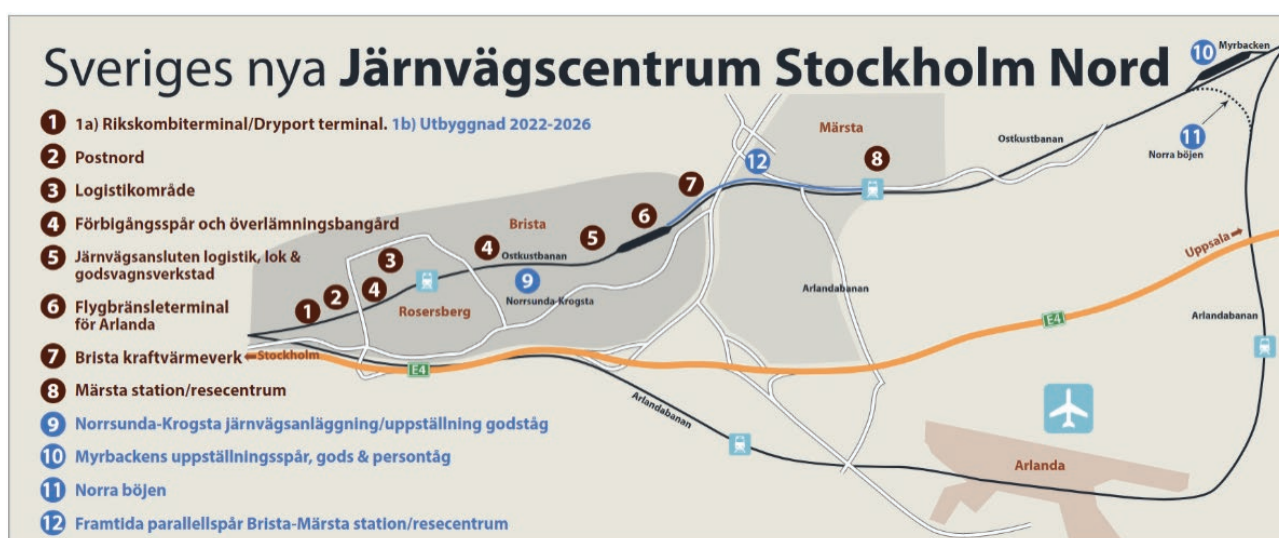 Sveriges nya Järnvägscentrum Stockholm Nord
1 1a) Rikskombiterminal/Dryport terminal. 1b) Utbyggnad 2022-2026
2 Postnord
3 Logistikområde
4 Förbigångsspår och överlämningsbangård
5 Järnvägsansluten logistik, lok &
godsvagnsverkstad
6 Flygbränsleterminal
för Arlanda
7 Brista kraftvärmeverk
8 Märsta station/resecentrum
9 Norrsunda-Krogsta järnvägsanläggning/uppställning godståg
10 Myrbackens uppställningsspår, gods & persontåg
11 Norra böjen
12 Framtida parallellspår Brista-Märsta station/resecentrum
10
Myrbacken
11
Norra böjen
Ostkustbanan
Märsta
8
12
7
6
5
Brista
4
Ostkustbanan
9
Norrsunda-Krogsta
3
4
2
1
Rosersberg
←Stockholm
E4
Arlandabanan
Uppsala→
E4
Arlandabanan
Arlandabanan
Arlanda